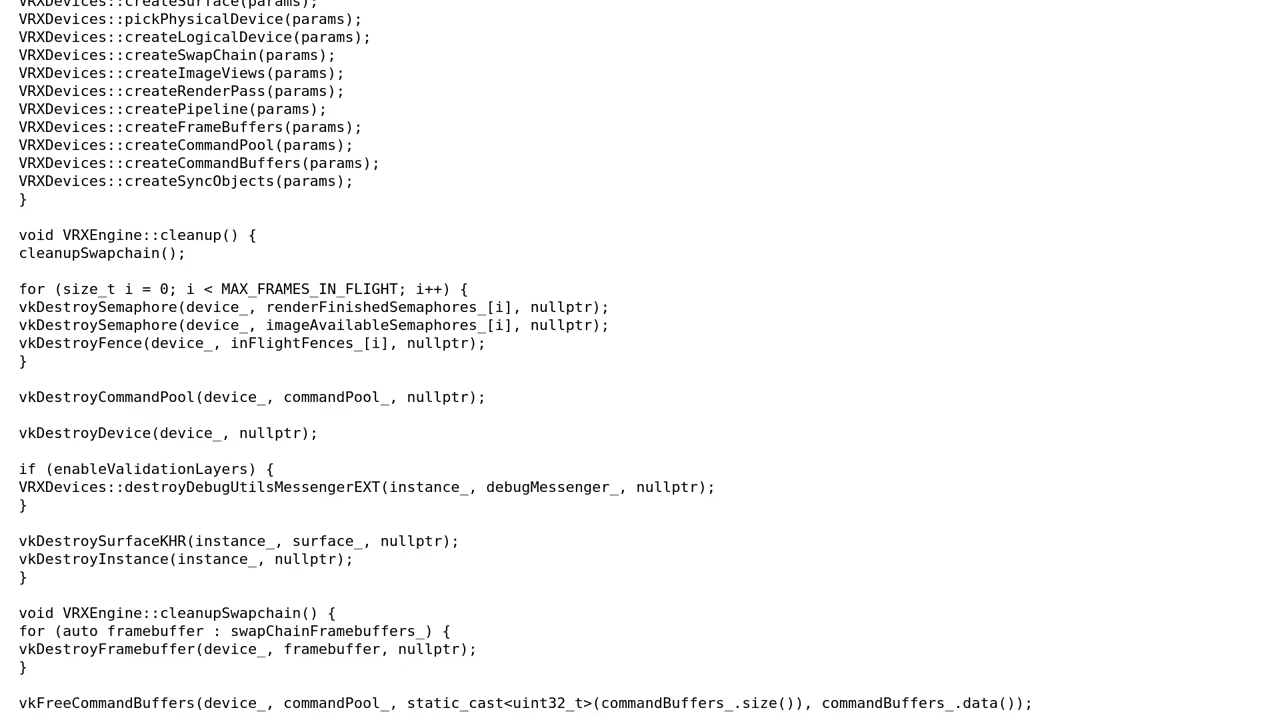 VRXDevices::createSurface(params);
VRXDevices::pickPhysicalDevice(params);
VRXDevices::createLogicalDevice(params);
VRXDevices::createSwapChain(params);
VRXDevices::createImageViews(params);
VRXDevices::createRenderPass(params);
VRXDevices::createPipeline(params);
VRXDevices::createFrameBuffers(params);
VRXDevices::createCommandPool(params);
VRXDevices::createCommandBuffers(params);
VRXDevices::createSyncObjects(params);
}

void VRXEngine::cleanup() {
cleanupSwapchain();

for (size_t i = 0; i < MAX_FRAMES_IN_FLIGHT; i++) {
vkDestroySemaphore(device_, renderFinishedSemaphores_[i], nullptr);
vkDestroySemaphore(device_, imageAvailableSemaphores_[i], nullptr);
vkDestroyFence(device_, inFlightFences_[i], nullptr);
}

vkDestroyCommandPool(device_, commandPool_, nullptr);

vkDestroyDevice(device_, nullptr);

if (enableValidationLayers) {
VRXDevices::destroyDebugUtilsMessengerEXT(instance_, debugMessenger_, nullptr);
}

vkDestroySurfaceKHR(instance_, surface_, nullptr);
vkDestroyInstance(instance_, nullptr);
}

void VRXEngine::cleanupSwapchain() {
for (auto framebuffer : swapChainFramebuffers_) {
vkDestroyFramebuffer(device_, framebuffer, nullptr);
}

vkFreeCommandBuffers(device_, commandPool_, static_cast<uint32_t>(commandBuffers_.size()), commandBuffers_.data());